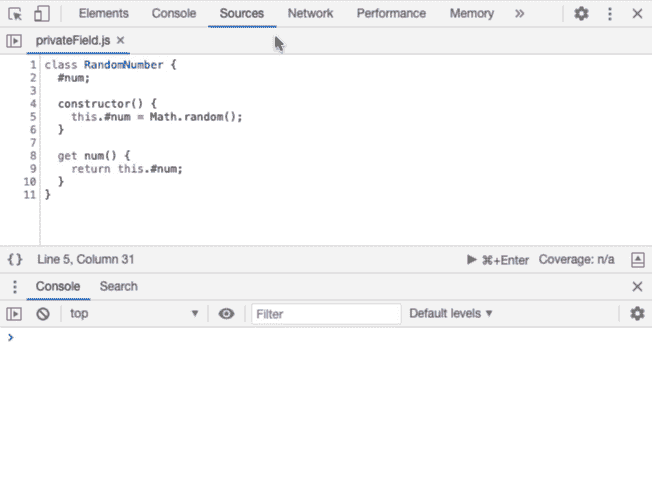 Elements Console Sources Network Performance Memory »
privateField.js ×
1 class RandomNumber {
2 #num;
3
4 constructor() {
5 this.#num = Math.random();
6 }
7
8 get num() {
9 return this.#num;
10 }
11 }
{} Line 5, Column 31 ⌘+Enter Coverage: n/a
Console Search
top Filter Default levels